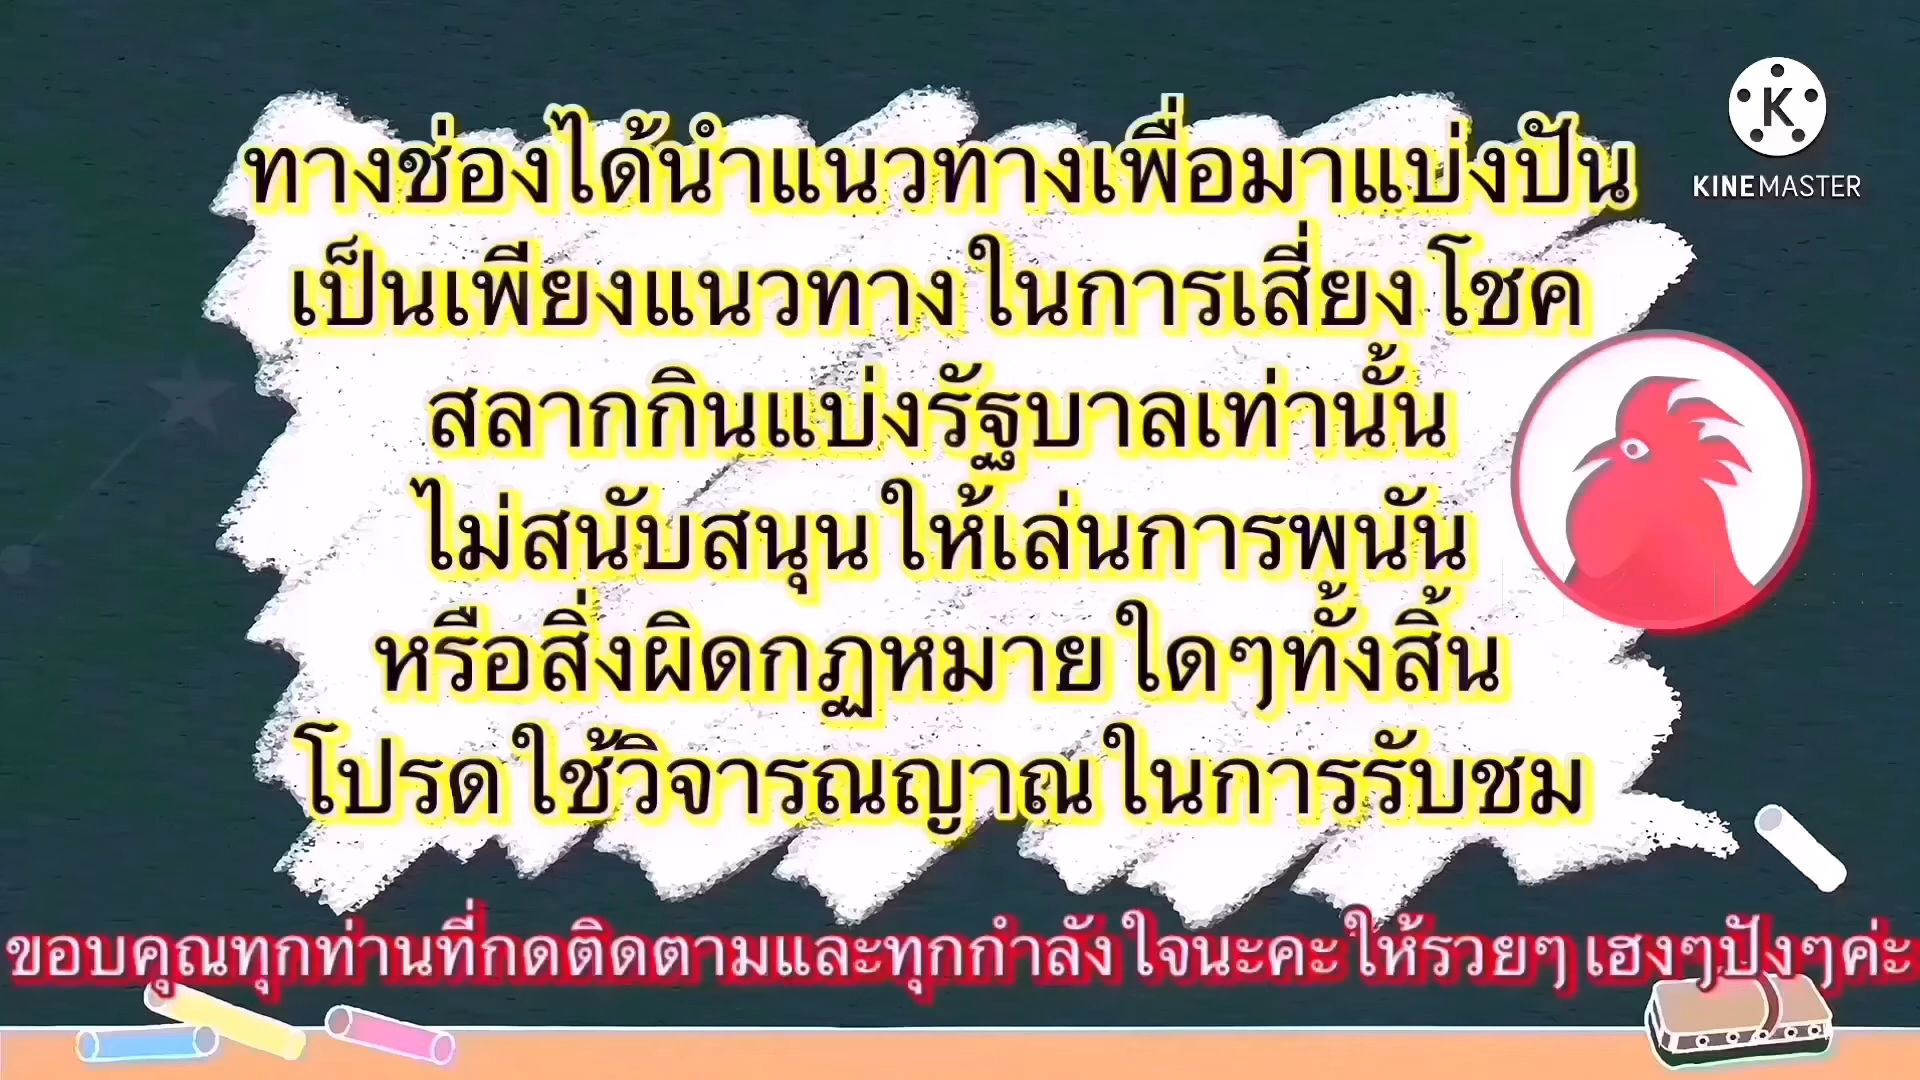 KINEMASTER
ทางช่องได้นำแนวทางเพื่อมาแบ่งปัน
เป็นเพียงแนวทางในการเสี่ยงโชค
สลากกินแบ่งรัฐบาลเท่านั้น
ไม่สนับสนุนให้เล่นการพนัน
หรือสิ่งผิดกฏหมายใดๆทั้งสิ้น
โปรดใช้วิจารณญาณในการรับชม
ขอบคุณทุกท่านที่กดติดตามและทุกกำลังใจนะคะให้รวยๆเฮงๆปังๆค่ะ